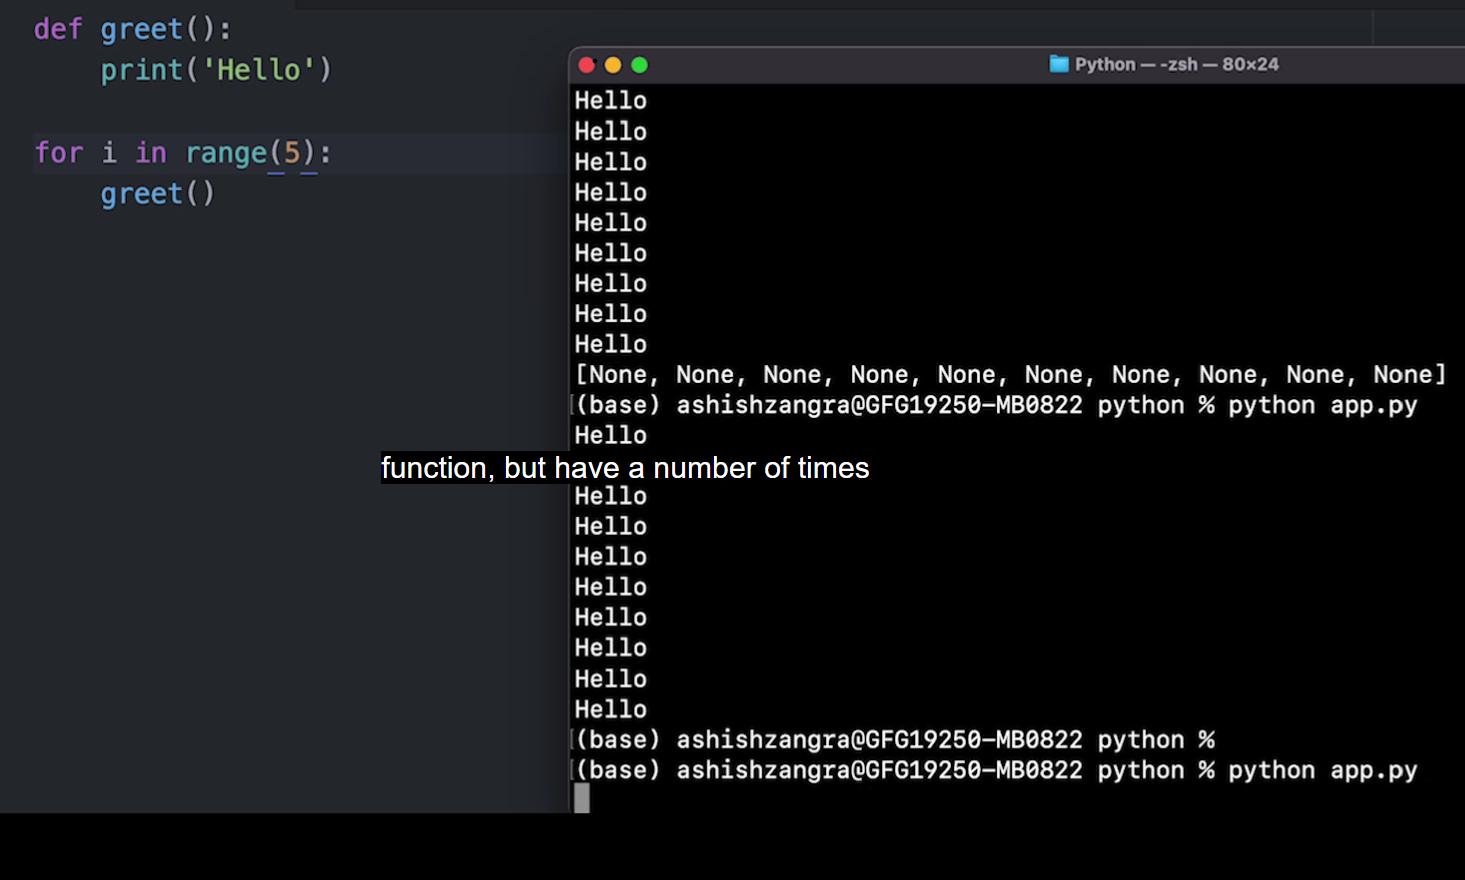 def greet():
    print('Hello')
for i in range(5):
    greet()
Python — -zsh — 80×24
Hello
Hello
Hello
Hello
Hello
Hello
Hello
Hello
Hello
[None, None, None, None, None, None, None, None, None, None]
[(base) ashishzangra@GFG19250-MB0822 python % python app.py
Hello
function, but have a number of times
Hello
Hello
Hello
Hello
Hello
Hello
Hello
Hello
[(base) ashishzangra@GFG19250-MB0822 python %
[(base) ashishzangra@GFG19250-MB0822 python % python app.py